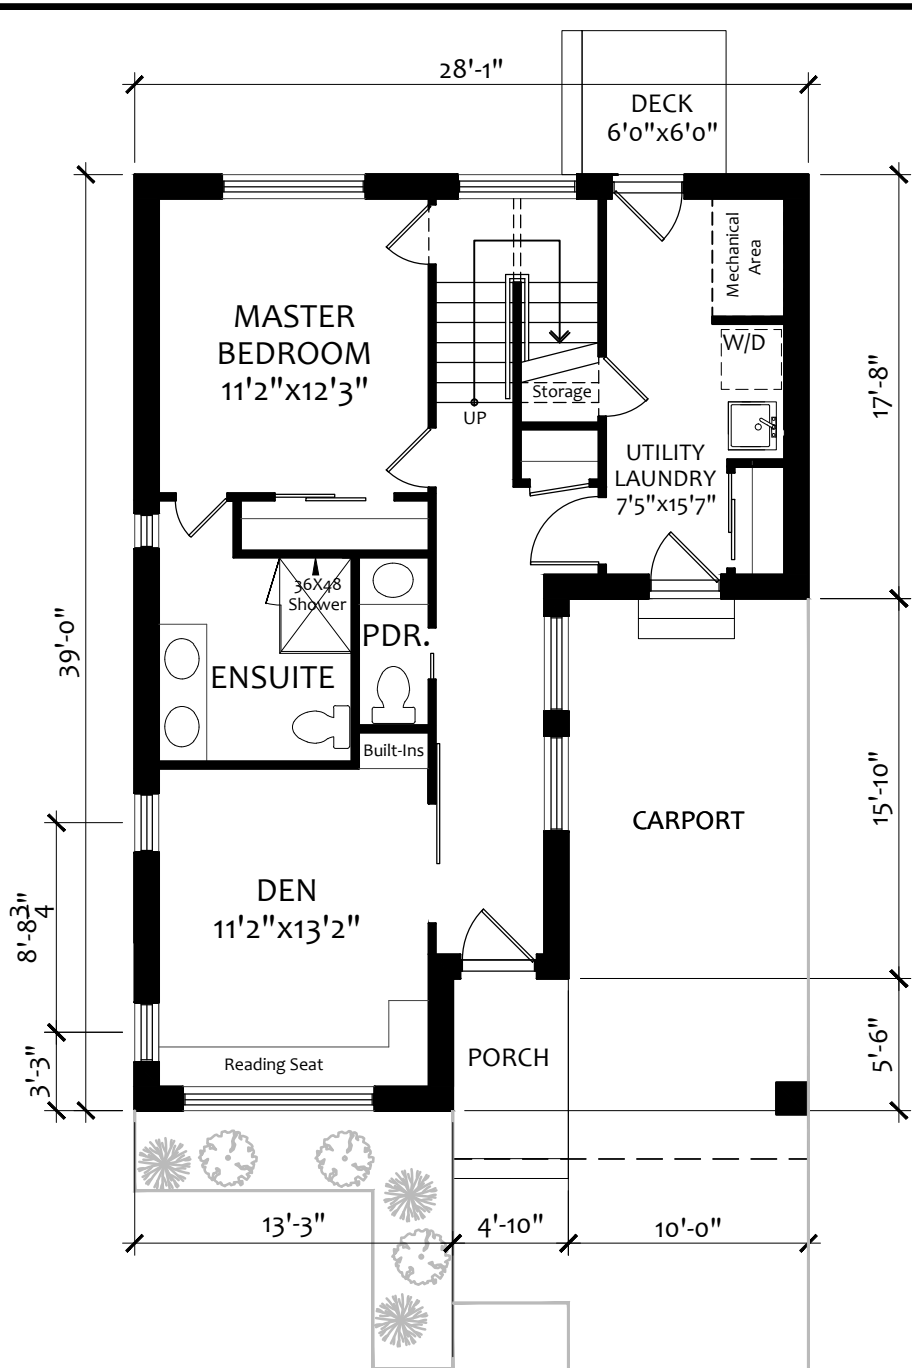 28'-1"
DECK
6'0"x6'0"
MASTER
BEDROOM
11'2"X12'3"
Mechanical
Area
W/D
Storage
UP
UTILITY
LAUNDRY
7'5"x15'7"
17'-8"
36X48
Shower
PDR.
ENSUITE
39'-0"
Built-Ins
CARPORT
15'-10"
DEN
11'2"x13'2"
8'-8 3/4"
Reading Seat
PORCH
3'-3"
5'-6"
13'-3"
4'-10"
10'-0"